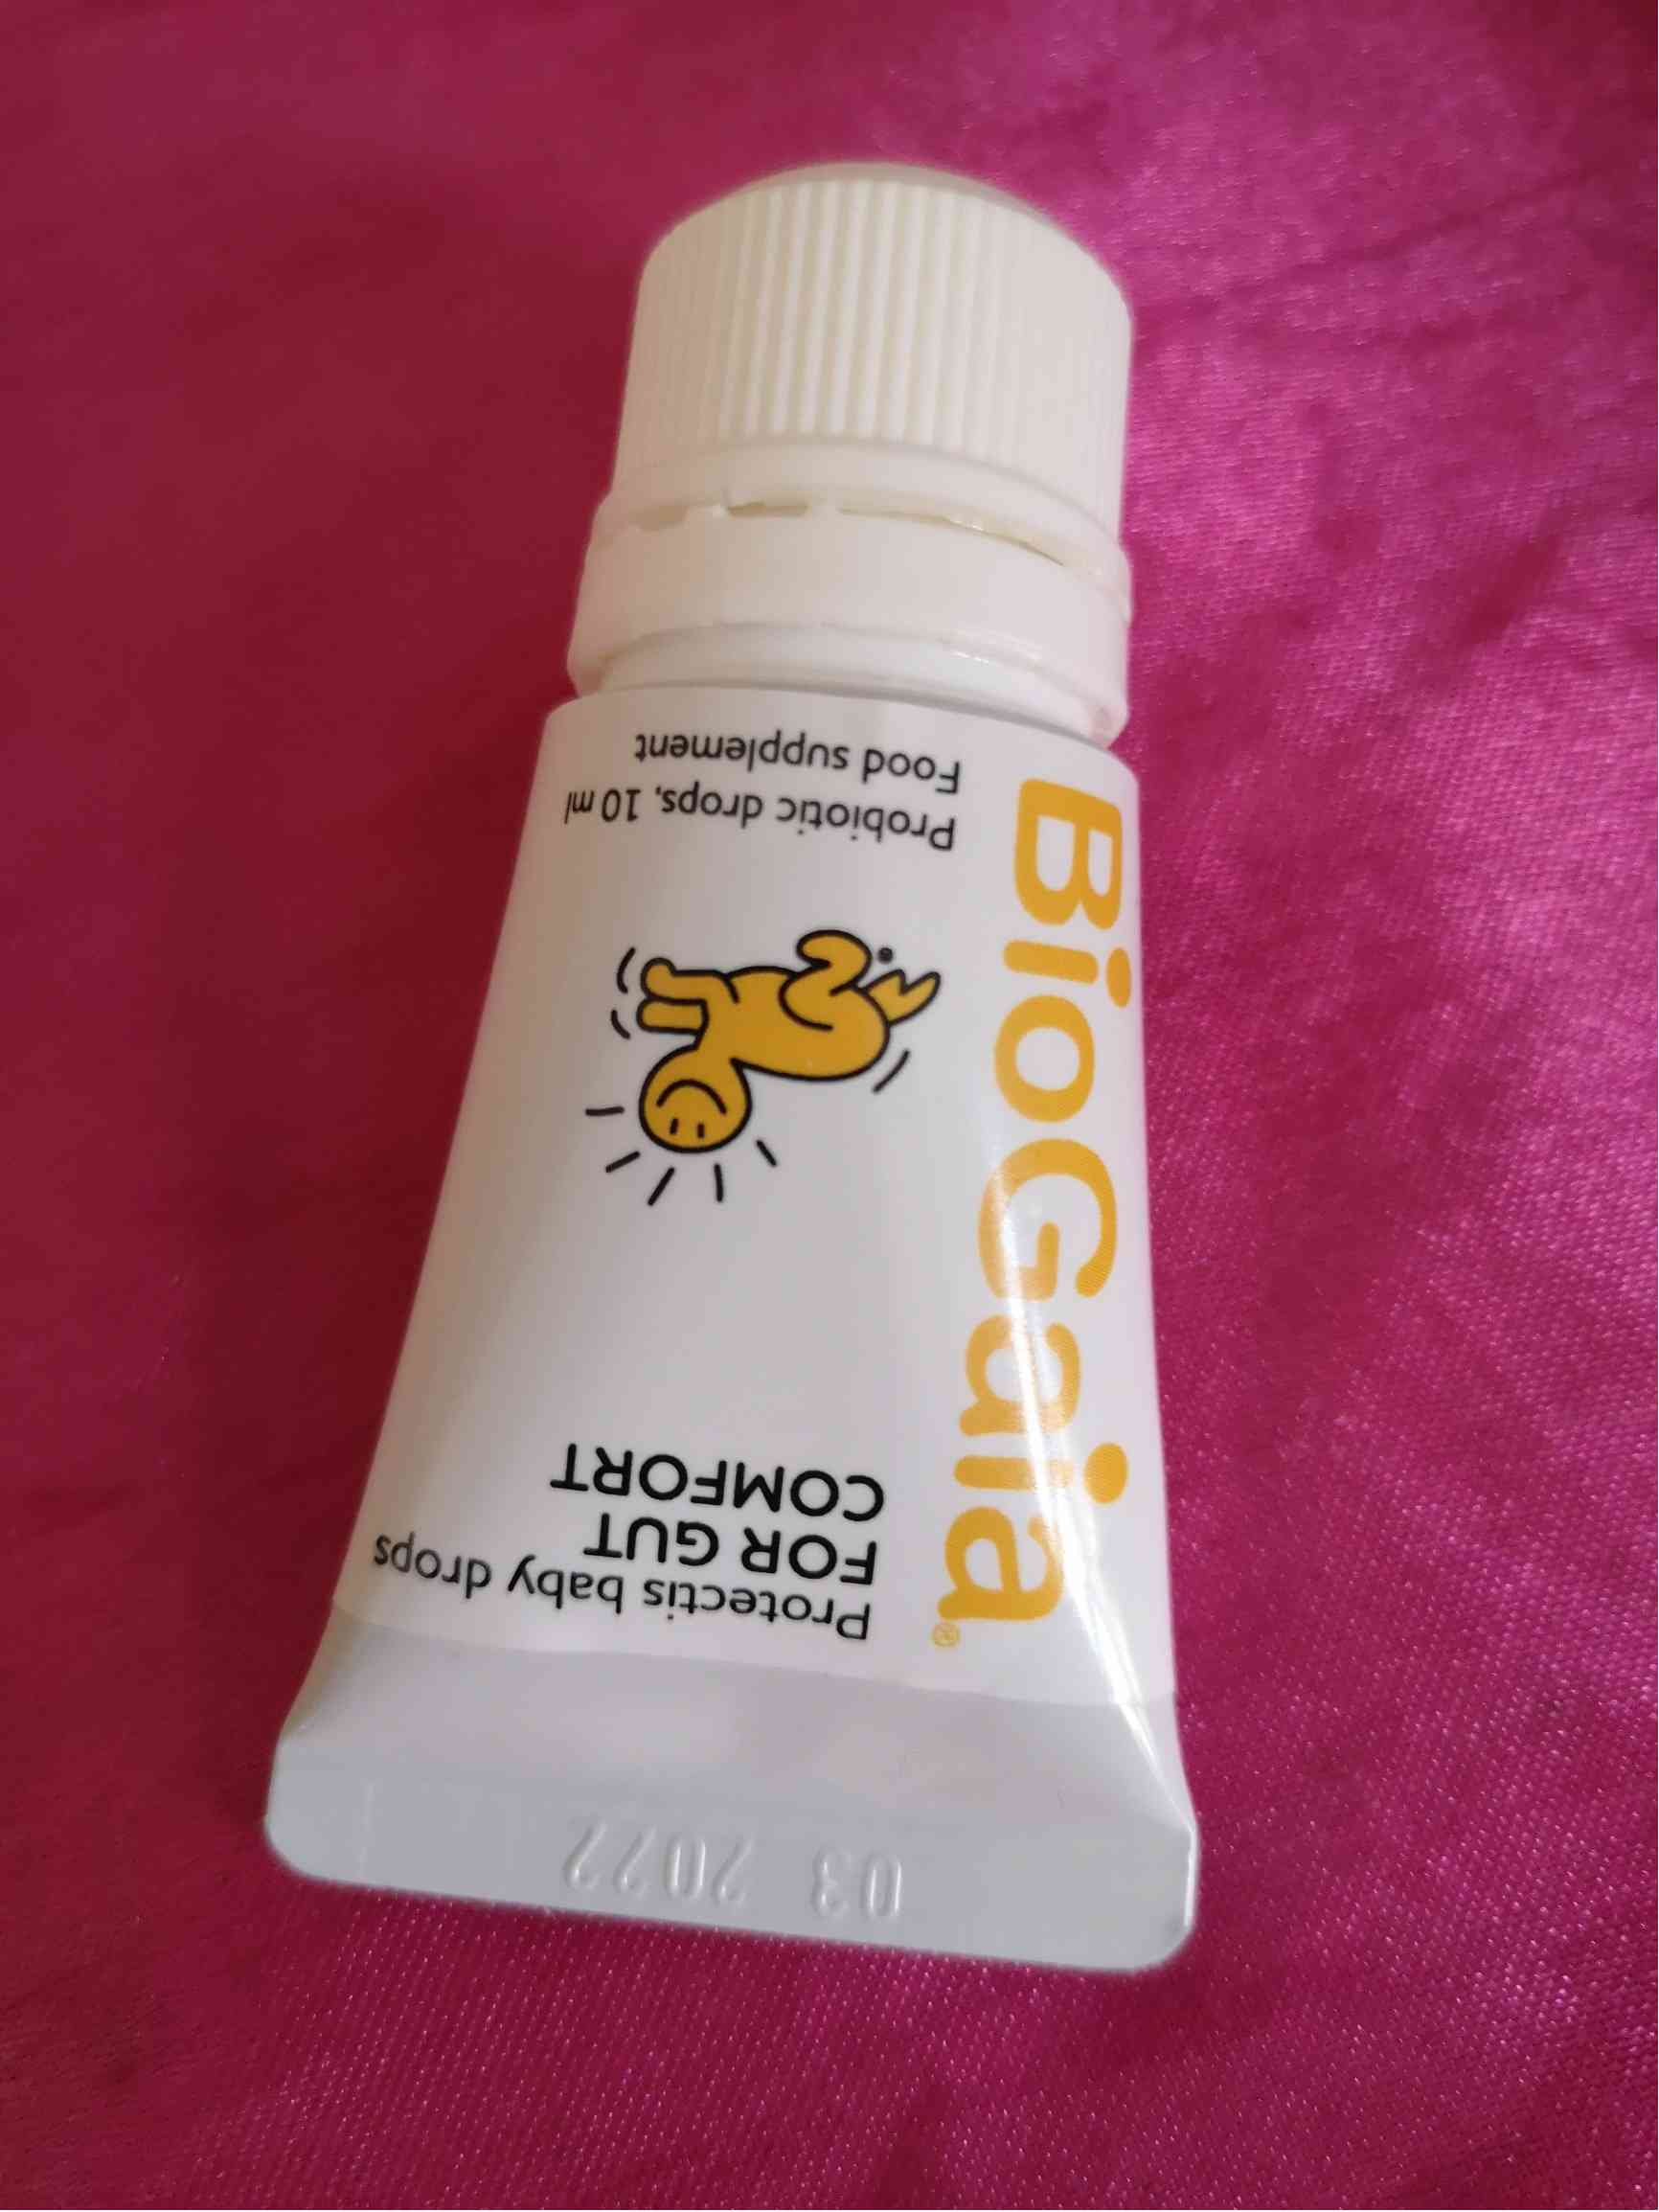 BioGaia®
Protectis baby drops
FOR GUT
COMFORT
Probiotic drops, 10 ml
Food supplement
03 2022